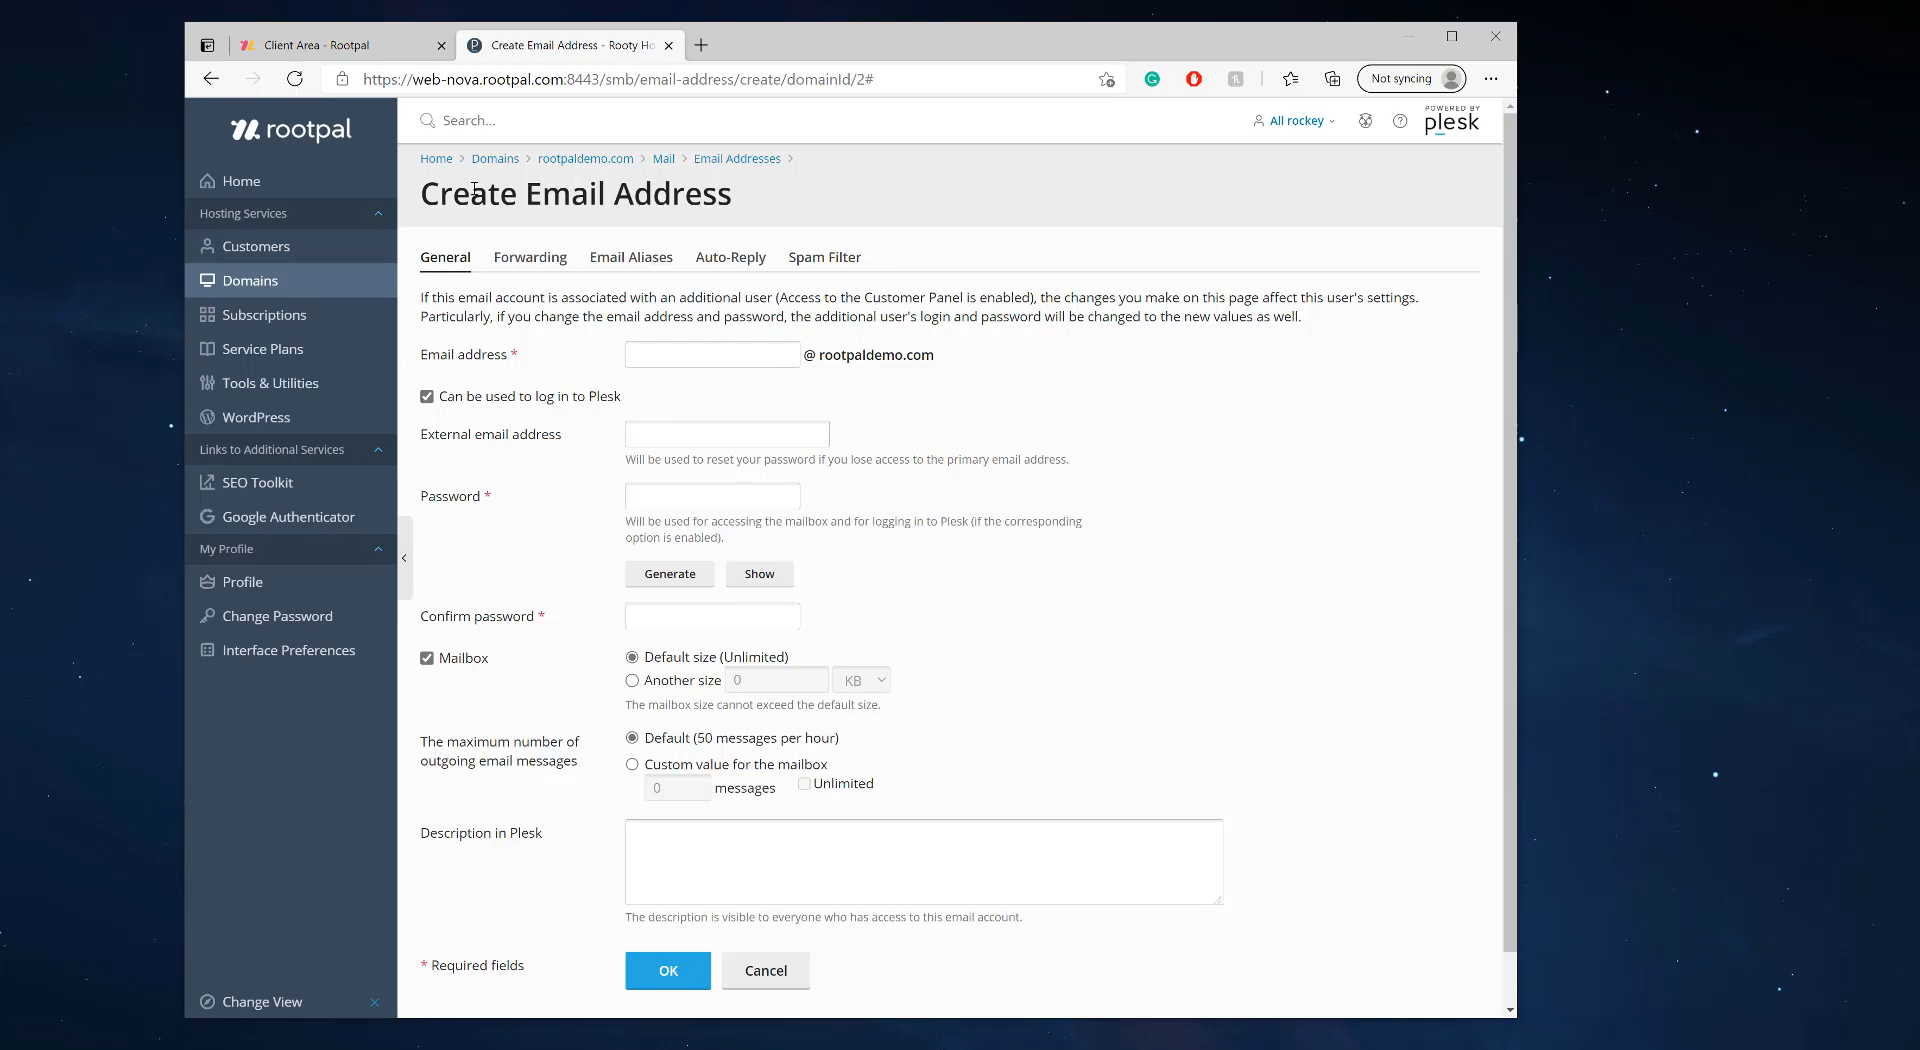 Client Area - Rootpal
Create Email Address - Rooty Ho
https://web-nova.rootpal.com:8443/smb/email-address/create/domainId/2#
Not syncing
rootpal
Search...
All rockey
POWERED BY
plesk
Home
Hosting Services
Customers
Domains
Subscriptions
Service Plans
Tools & Utilities
WordPress
Links to Additional Services
SEO Toolkit
Google Authenticator
My Profile
Profile
Change Password
Interface Preferences
Change View
Home > Domains > rootpaldemo.com > Mail > Email Addresses >
Create Email Address
General Forwarding Email Aliases Auto-Reply Spam Filter
If this email account is associated with an additional user (Access to the Customer Panel is enabled), the changes you make on this page affect this user's settings.
Particularly, if you change the email address and password, the additional user's login and password will be changed to the new values as well.
Email address * @ rootpaldemo.com
Can be used to log in to Plesk
External email address
Will be used to reset your password if you lose access to the primary email address.
Password *
Will be used for accessing the mailbox and for logging in to Plesk (if the corresponding
option is enabled).
Generate Show
Confirm password *
Mailbox Default size (Unlimited)
Another size 0 KB
The mailbox size cannot exceed the default size.
The maximum number of
outgoing email messages
Default (50 messages per hour)
Custom value for the mailbox
0 messages Unlimited
Description in Plesk
The description is visible to everyone who has access to this email account.
* Required fields OK Cancel